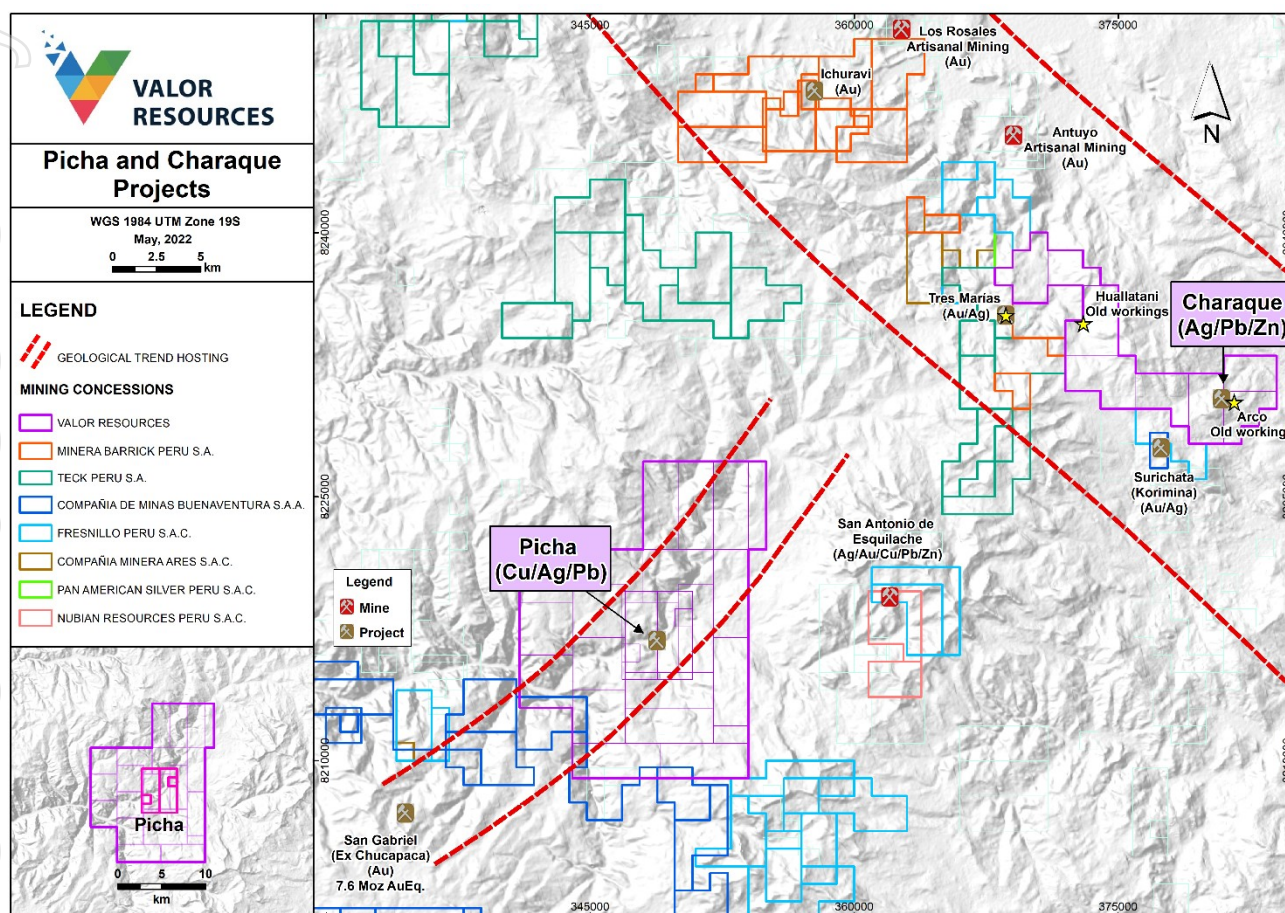 VALOR
RESOURCES
Picha and Charaque
Projects
WGS 1984 UTM Zone 19S
May, 2022
0 2.5 5
km
LEGEND
GEOLOGICAL TREND HOSTING
MINING CONCESSIONS
VALOR RESOURCES
MINERA BARRICK PERU S.A.
TECK PERU S.A.
COMPAÑIA DE MINAS BUENAVENTURA S.A.A.
FRESNILLO PERU S.A.C.
COMPAÑIA MINERA ARES S.A.C.
PAN AMERICAN SILVER PERU S.A.C.
NUBIAN RESOURCES PERU S.A.C.
Picha
0 5 10
km
345000 360000 375000
Los Rosales
Artisanal Mining
(Au)
Ichuravi
(Au)
N
Antuyo
Artisanal Mining
(Au)
8240000
Tres Marías
(Au/Ag)
Huallatani
Old workings
Charaque
(Ag/Pb/Zn)
Arco
Old working
Surichata
(Korimina)
(Au/Ag)
8225000
San Antonio de
Esquilache
(Ag/Au/Cu/Pb/Zn)
Picha
(Cu/Ag/Pb)
Legend
Mine
Project
8210000
San Gabriel
(Ex Chucapaca)
(Au)
7.6 Moz AuEq.
345000 360000 375000